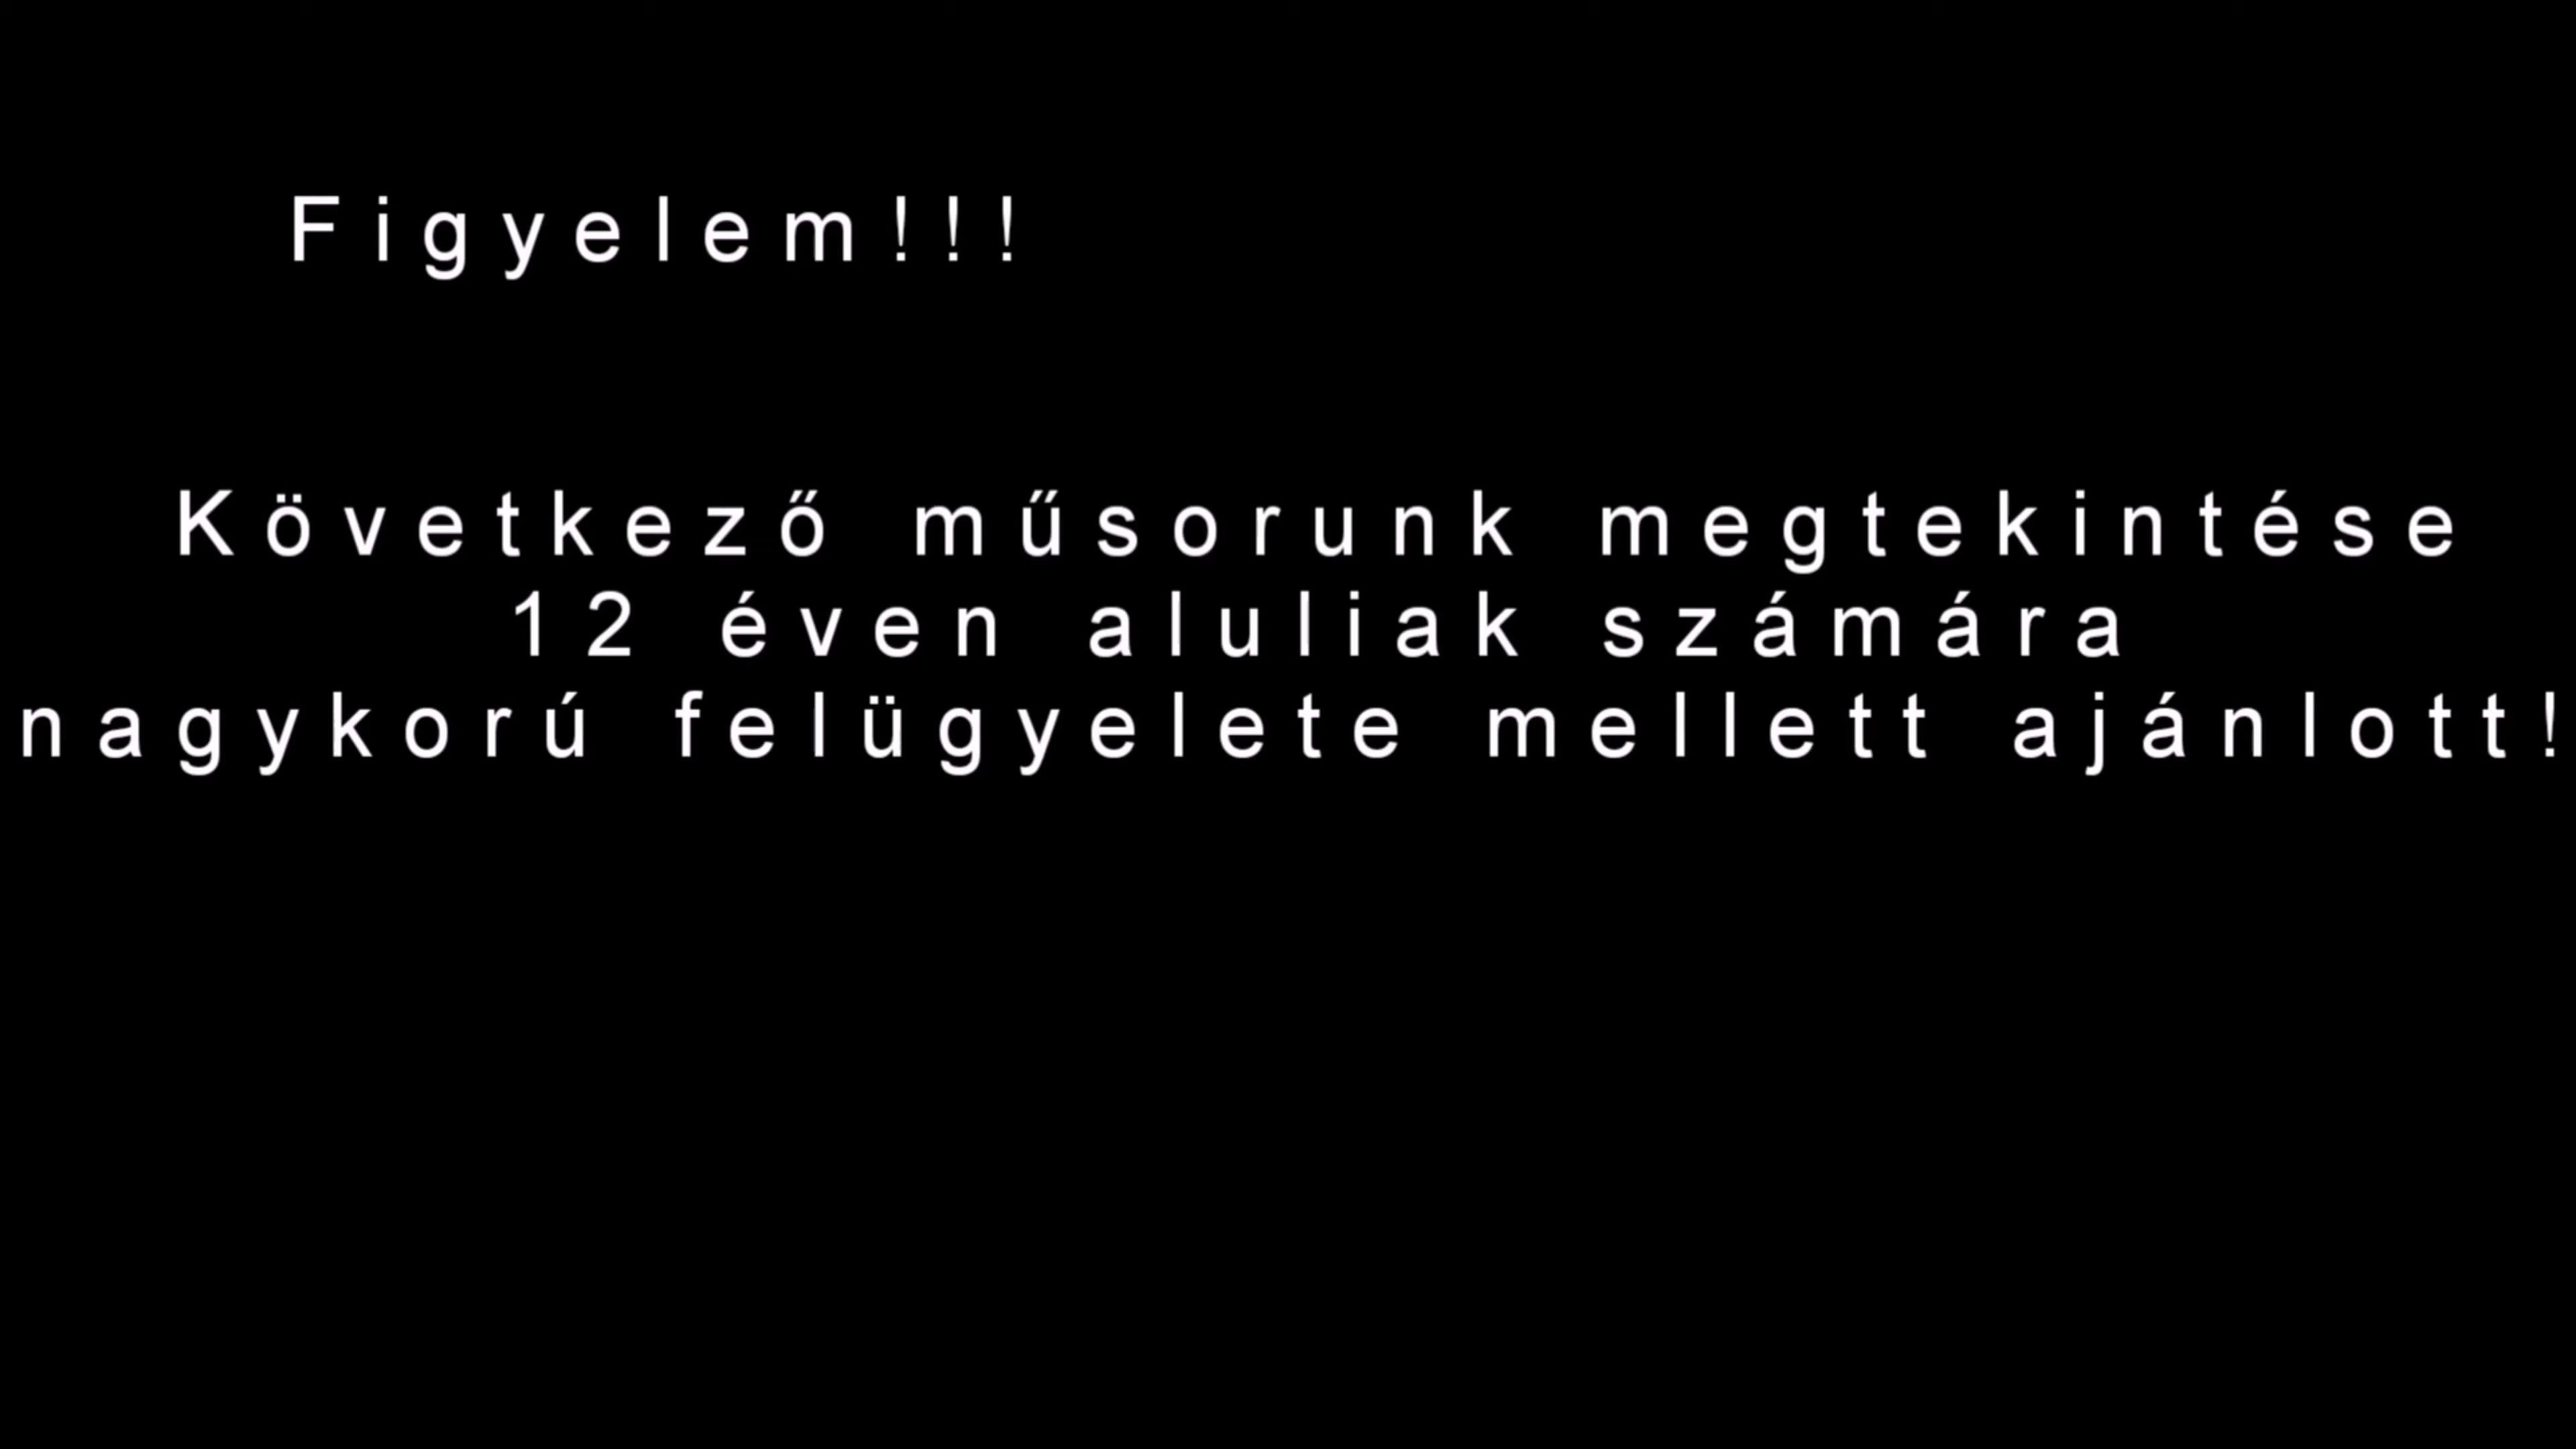 Figyelem!!!
Következő műsorunk megtekintése
12 éven aluliak számára
nagykorú felügyelete mellett ajánlott!